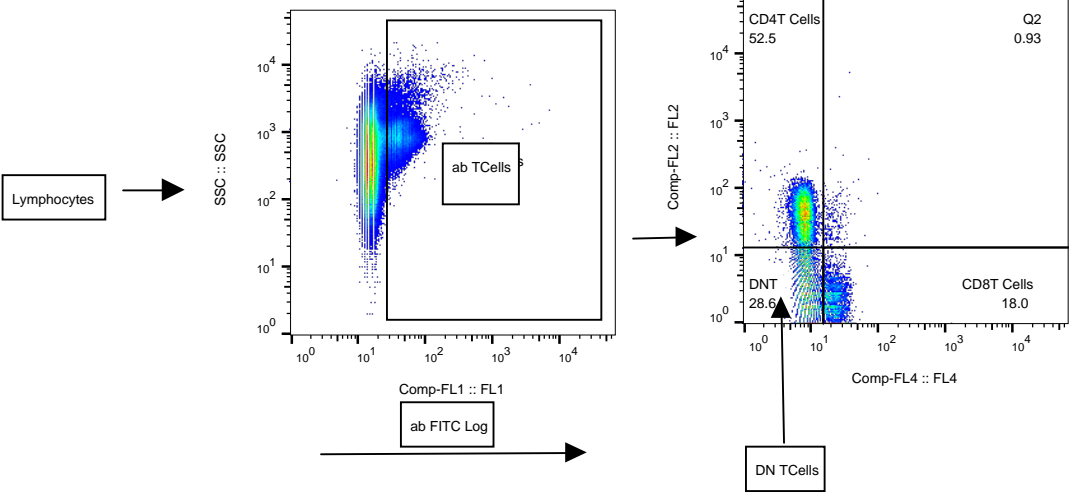 Lymphocytes
SSC :: SSC
10^4
10^3
10^2
10^1
10^0
ab TCells
s
10^0 10^1 10^2 10^3 10^4
Comp-FL1 :: FL1
ab FITC Log
Comp-FL2 :: FL2
10^4
10^3
10^2
10^1
10^0
CD4T Cells
52.5
Q2
0.93
DNT
28.6
CD8T Cells
18.0
10^0 10^1 10^2 10^3 10^4
Comp-FL4 :: FL4
DN TCells